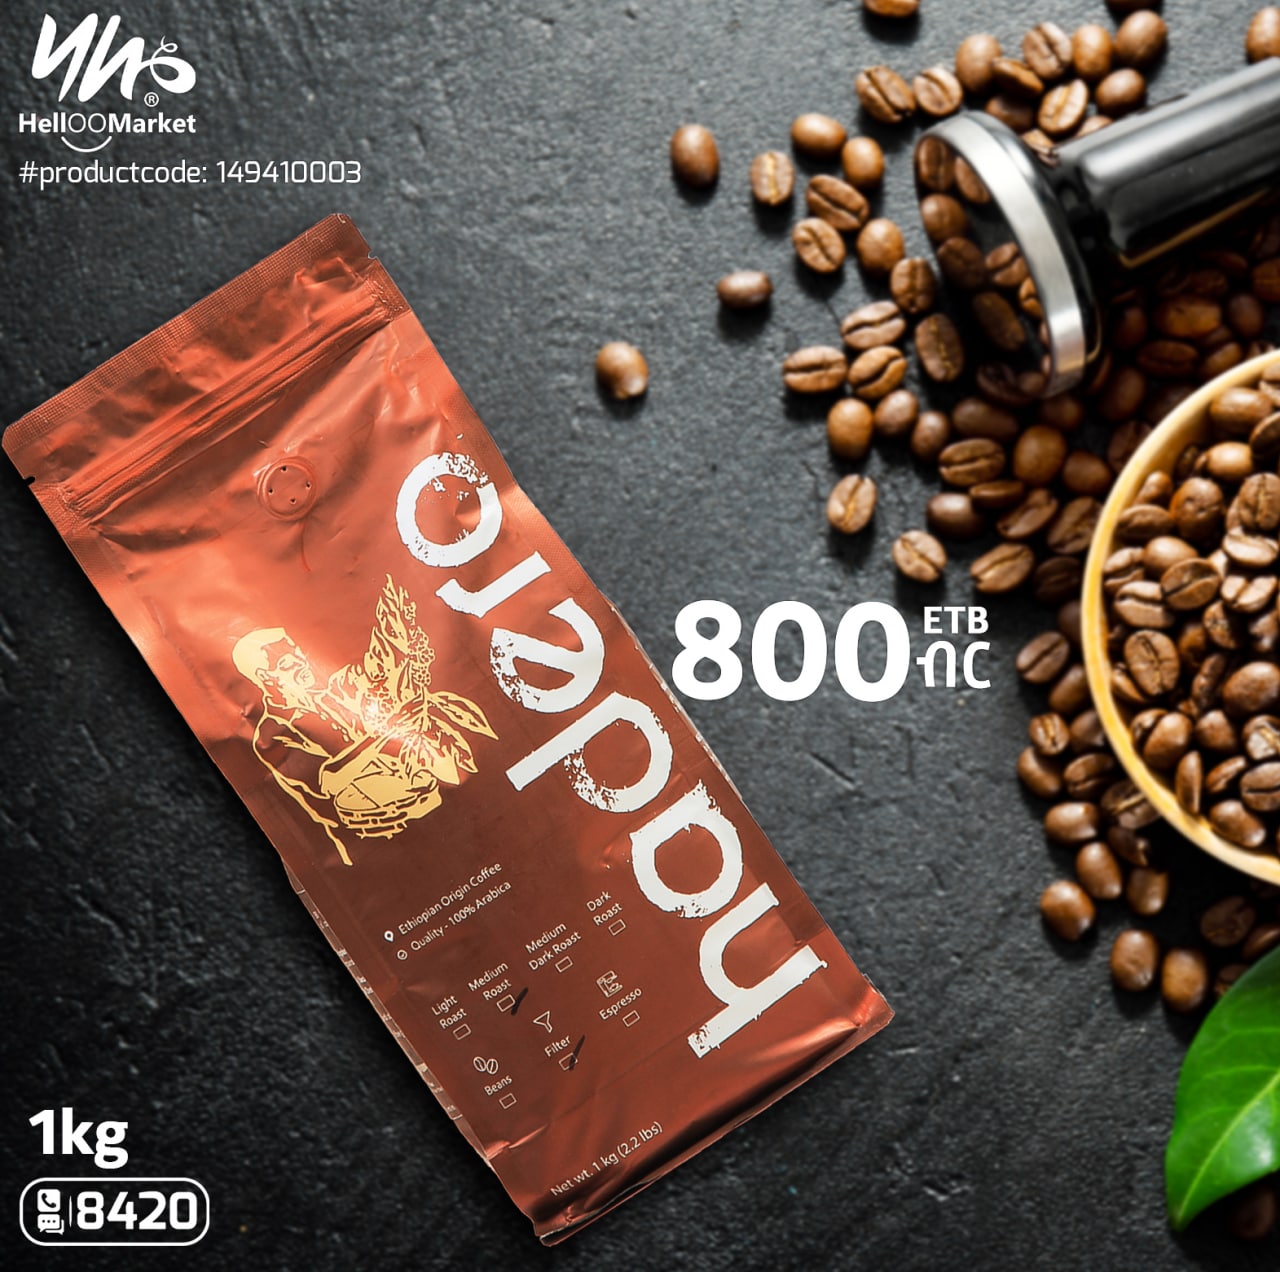 HellOOMarket
#productcode: 149410003
hadero
800 ETB
ብር
Ethiopian Origin Coffee
Quality - 100% Arabica
Light Roast
Medium Roast
Medium Dark Roast
Dark Roast
Beans
Filter
Espresso
Net wt. 1 kg (2.2 lbs)
1kg
8420